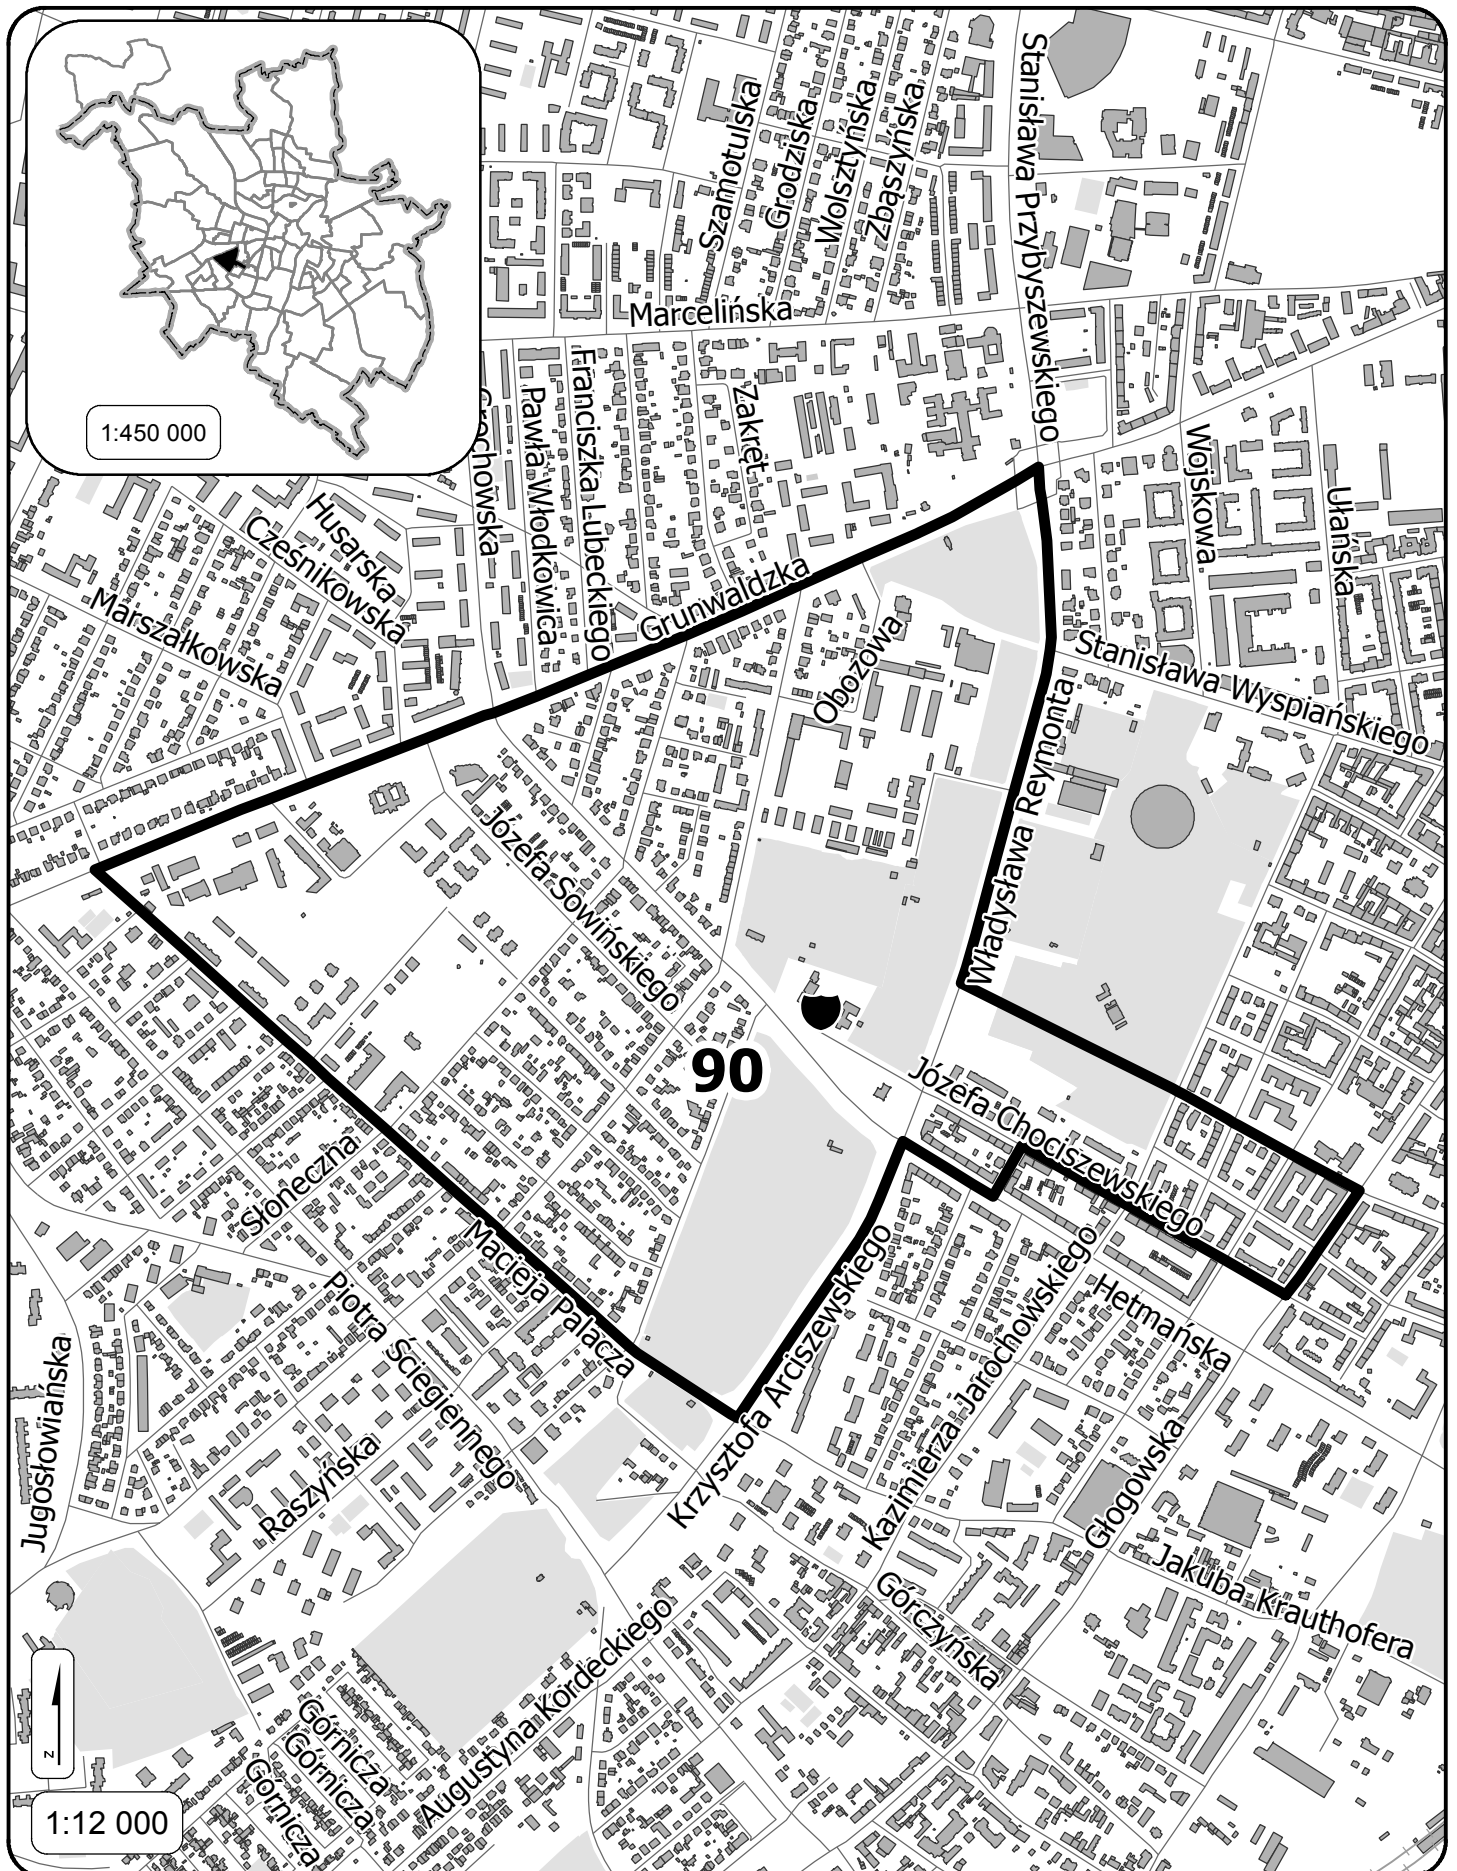 1:450 000
Szamotulska
Grodziska
Wolsztyńska
Zbąszyńska
Stanisława Przybyszewskiego
Marcelińska
Pawła Włodkowica
Franciszka Lubeckiego
Zakręt
Wojskowa
Ułańska
Husarska
Cześnikowska
Marszałkowska
Grunwaldzka
Obozowa
Stanisława Wyspiańskiego
Władysława Reymonta
Józefa Sowińskiego
90
Józefa Chociszewskiego
Słoneczna
Macieja Palacza
Piotra Ściegiennego
Krzysztofa Arciszewskiego
Kazimierza Jarochowskiego
Hetmańska
Jugosłowiańska
Raszyńska
Głogowska
Jakuba Krauthofera
Górczyńska
Augustyna Kordeckiego
Górnicza
Górnicza
Górnicza
N
1:12 000